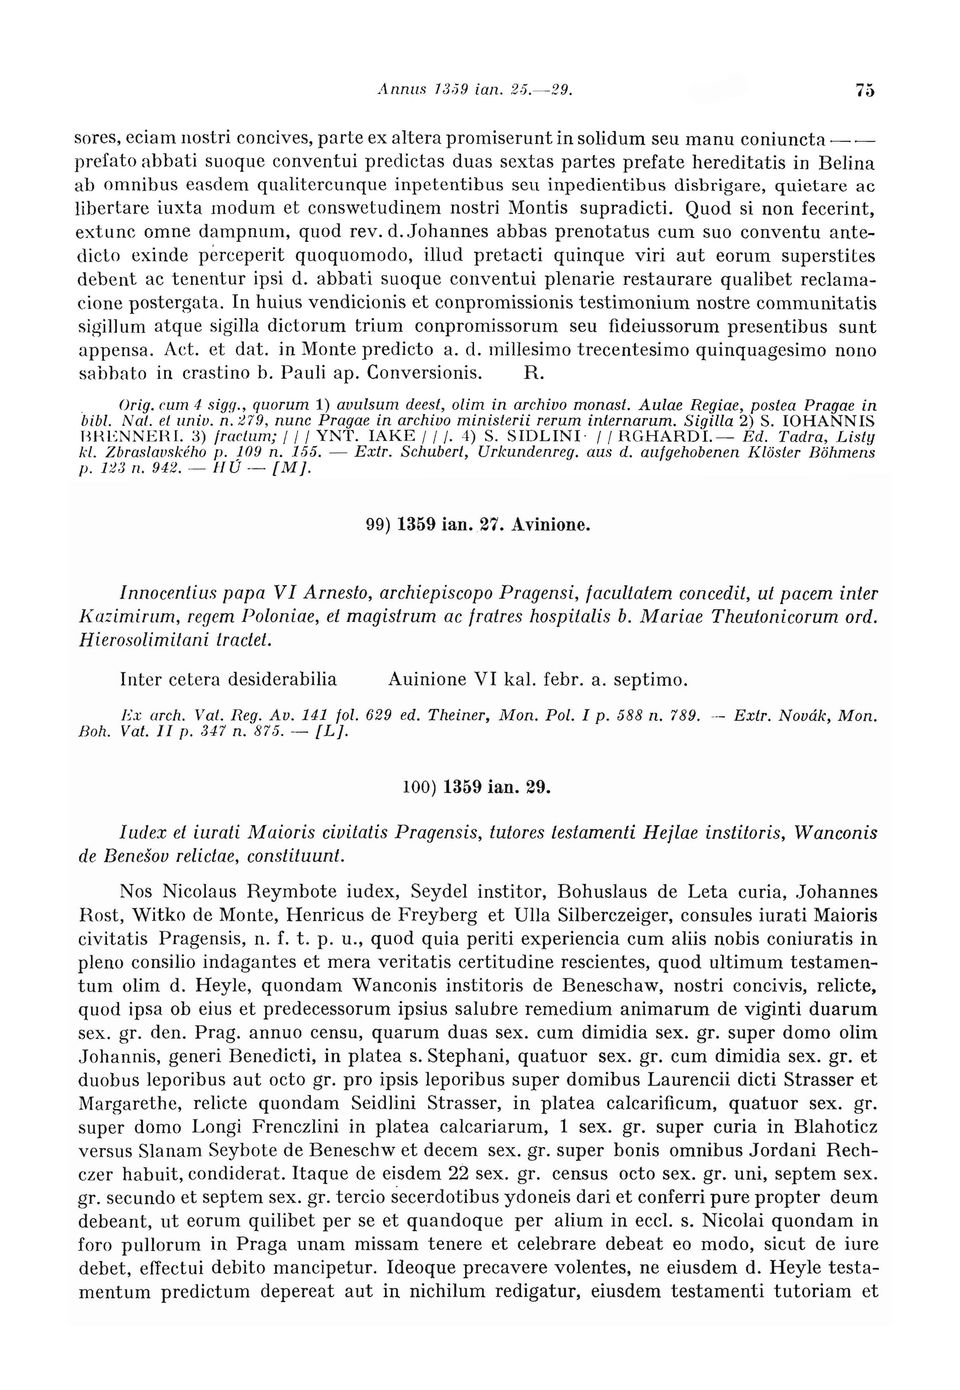 Annus 1359 ian. 25.—29. 75
sores, eciam nostri concives, parte ex altera promiserunt in solidum seu manu coniuncta — —
prefato abbati suoque conventui predictas duas sextas partes prefate hereditatis in Belina
ab omnibus easdem qualitercunque inpetentibus seu inpedientibus disbrigare, quietare ac
libertare iuxta modum et conswetudinem nostri Montis supradicti. Quod si non fecerint,
extunc omne dampnum, quod rev. d. Johannes abbas prenotatus cum suo conventu ante-
dicto exinde perceperit quoquomodo, illud pretacti quinque viri aut eorum superstites
debent ac tenentur ipsi d. abbati suoque conventui plenarie restaurare qualibet reclama-
cione postergata. In huius vendicionis et conpromissionis testimonium nostre communitatis
sigillum atque sigilla dictorum trium conpromissorum seu fideiussorum presentibus sunt
appensa. Act. et dat. in Monte predicto a. d. millesimo trecentesimo quinquagesimo nono
sabbato in crastino b. Pauli ap. Conversionis. R.
Orig. cum 4 sigg., quorum 1) avulsum deest, olim in archivo monast. Aulae Regiae, postea Pragae in
bibl. Nat. et univ. n. 279, nunc Pragae in archivo ministerii rerum internarum. Sigilla 2) S. IOHANNIS
BRENNERI. 3) fractum; / / / YNT. IAKE / / /. 4) S. SIDLINI· / / RGHARDI. — Ed. Tadra, Listy
kl. Zbraslavského p. 109 n. 155. — Extr. Schubert, Urkundenreg. aus d. aufgehobenen Klöster Böhmens
p. 123 n. 942. — HÚ — [M].
99) 1359 ian. 27. Avinione.
Innocentius papa VI Arnesto, archiepiscopo Pragensi, facultatem concedit, ut pacem inter
Kazimirum, regem Poloniae, et magistrum ac fratres hospitalis b. Mariae Theutonicorum ord.
Hierosolimitani tractet.
Inter cetera desiderabilia Auinione VI kal. febr. a. septimo.
Ex arch. Vat. Reg. Av. 141 fol. 629 ed. Theiner, Mon. Pol. I p. 588 n. 789. — Extr. Novák, Mon.
Boh. Vat. II p. 347 n. 875. — [L].
100) 1359 ian. 29.
Iudex et iurati Maioris civitatis Pragensis, tutores testamenti Hejlae institoris, Wanconis
de Benešov relictae, constituunt.
Nos Nicolaus Reymbote iudex, Seydel institor, Bohuslaus de Leta curia, Johannes
Rost, Witko de Monte, Henricus de Freyberg et Ulla Silberczeiger, consules iurati Maioris
civitatis Pragensis, n. f. t. p. u., quod quia periti experiencia cum aliis nobis coniuratis in
pleno consilio indagantes et mera veritatis certitudine rescientes, quod ultimum testamen-
tum olim d. Heyle, quondam Wanconis institoris de Beneschaw, nostri concivis, relicte,
quod ipsa ob eius et predecessorum ipsius salubre remedium animarum de viginti duarum
sex. gr. den. Prag. annuo censu, quarum duas sex. cum dimidia sex. gr. super domo olim
Johannis, generi Benedicti, in platea s. Stephani, quatuor sex. gr. cum dimidia sex. gr. et
duobus leporibus aut octo gr. pro ipsis leporibus super domibus Laurencii dicti Strasser et
Margarethe, relicte quondam Seidlini Strasser, in platea calcarificum, quatuor sex. gr.
super domo Longi Frenczlini in platea calcariarum, 1 sex. gr. super curia in Blahoticz
versus Slanam Seybote de Beneschw et decem sex. gr. super bonis omnibus Jordani Rech-
czer habuit, condiderat. Itaque de eisdem 22 sex. gr. census octo sex. gr. uni, septem sex.
gr. secundo et septem sex. gr. tercio secerdotibus ydoneis dari et conferri pure propter deum
debeant, ut eorum quilibet per se et quandoque per alium in eccl. s. Nicolai quondam in
foro pullorum in Praga unam missam tenere et celebrare debeat eo modo, sicut de iure
debet, effectui debito mancipetur. Ideoque precavere volentes, ne eiusdem d. Heyle testa-
mentum predictum depereat aut in nichilum redigatur, eiusdem testamenti tutoriam et